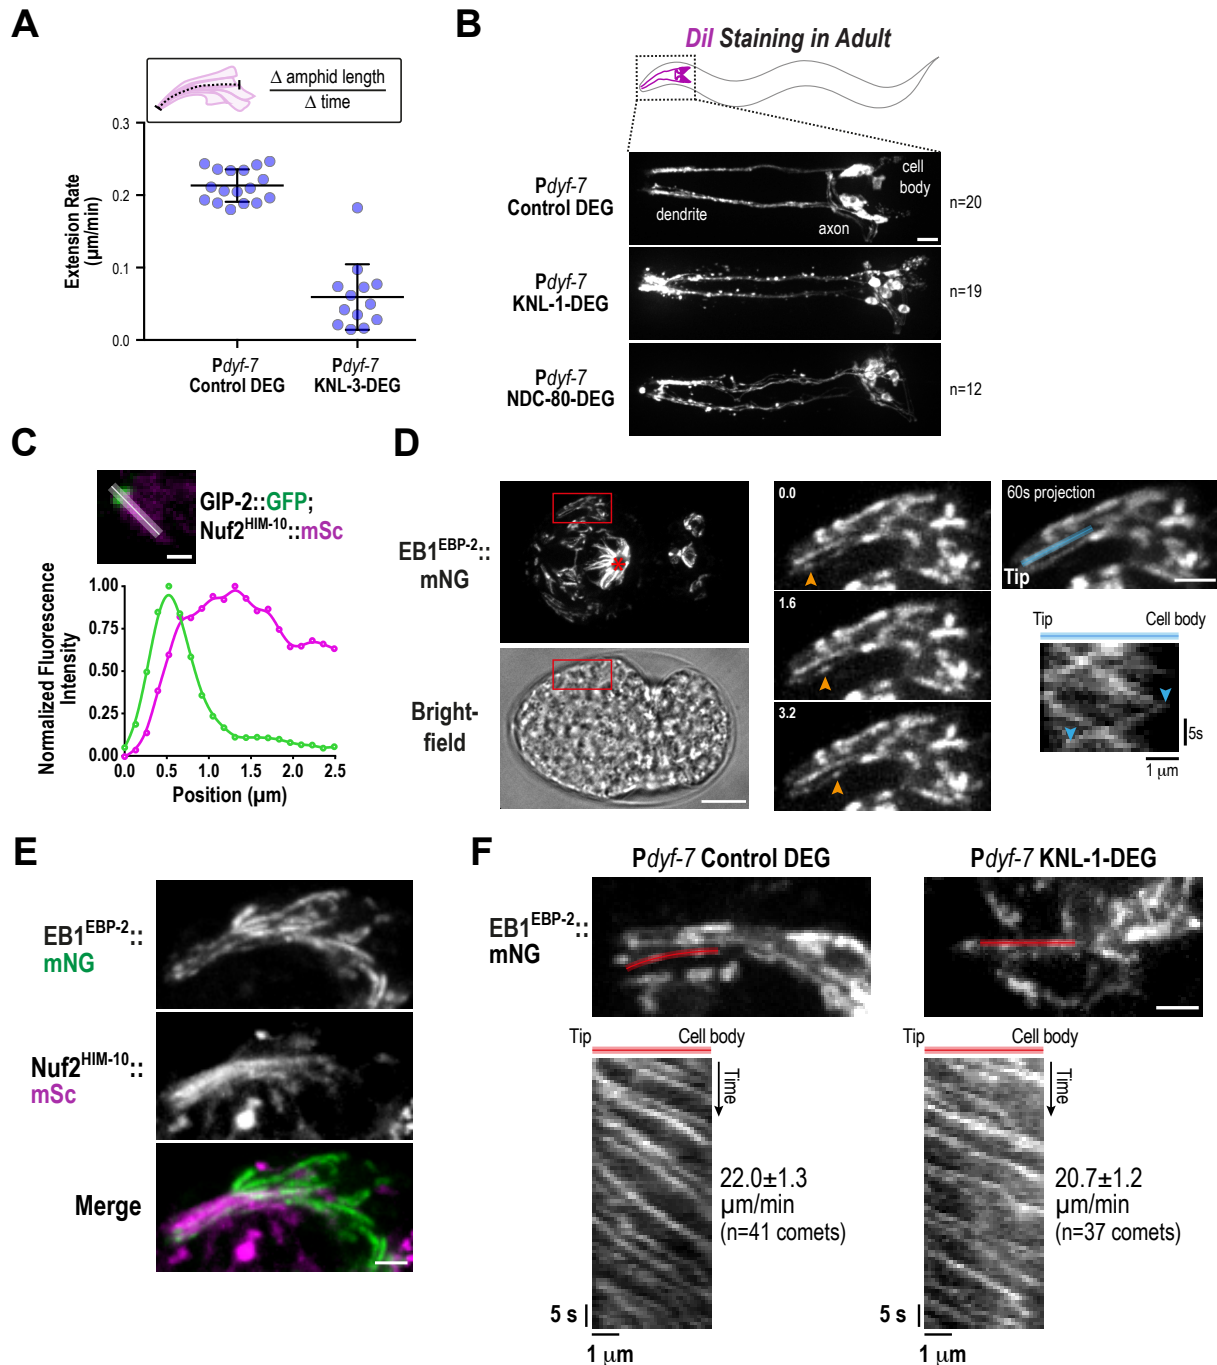 A
Δ amphid length
Δ time
0.3
0.2
0.1
0.0
Extension Rate
(µm/min)
Pdyf-7
Control DEG
Pdyf-7
KNL-3-DEG
B
DiI Staining in Adult
Pdyf-7
Control DEG
dendrite
axon
cell
body
n=20
Pdyf-7
KNL-1-DEG
n=19
Pdyf-7
NDC-80-DEG
n=12
C
GIP-2::GFP;
Nuf2HIM-10::mSc
Normalized Fluorescence
Intensity
1.00
0.75
0.50
0.25
0.00
0.0 0.5 1.0 1.5 2.0 2.5
Position (µm)
D
EB1EBP-2::
mNG
*
Bright-
field
0.0
1.6
3.2
60s projection
Tip
Tip Cell body
5s
1 µm
E
EB1EBP-2::
mNG
Nuf2HIM-10::
mSc
Merge
F
Pdyf-7 Control DEG
Pdyf-7 KNL-1-DEG
EB1EBP-2::
mNG
Tip Cell body
Time
22.0±1.3
µm/min
(n=41 comets)
5 s
1 µm
Tip Cell body
Time
20.7±1.2
µm/min
(n=37 comets)
5 s
1 µm